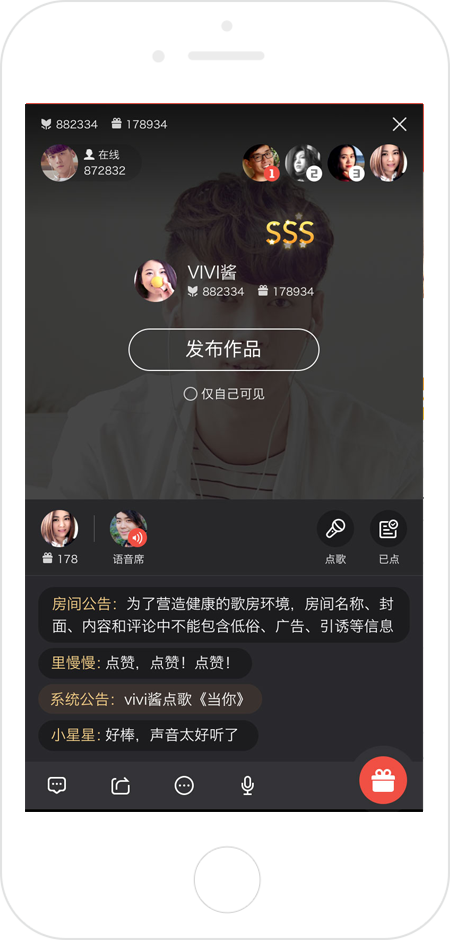 882334 178934
在线
872832
1 2 3
SSS
VIVI酱
882334 178934
发布作品
仅自己可见
178 语音席 点歌 已点
房间公告：为了营造健康的歌房环境，房间名称、封
面、内容和评论中不能包含低俗、广告、引诱等信息
里慢慢：点赞，点赞！点赞！
系统公告：vivi酱点歌《当你》
小星星：好棒，声音太好听了